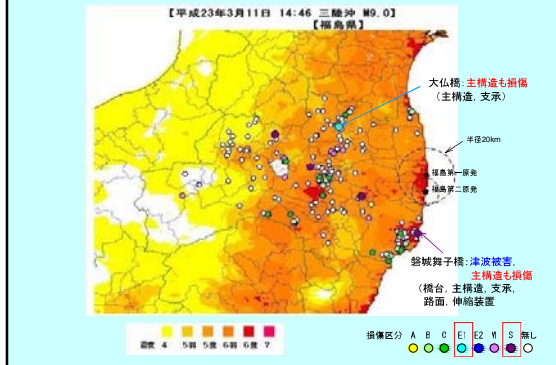 【平成23年3月11日 14:46 三陸沖 M9.0】
【福島県】
大仏橋:主構造も損傷
(主構造, 支承)
半径20km
福島第一原発
福島第二原発
磐城舞子橋:津波被害,
主構造も損傷
(橋台, 主構造, 支承,
路面, 伸縮装置
震度 4 5弱 5強 6弱 6強 7
損傷区分 A B C E1 E2 M S 無し